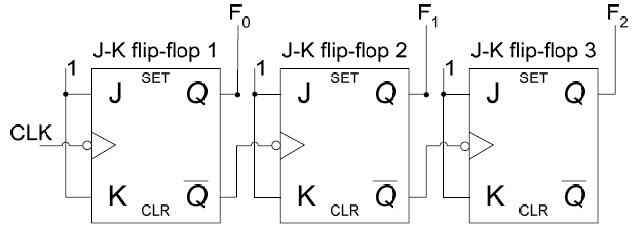 F₀ F₁ F₂
J-K flip-flop 1 J-K flip-flop 2 J-K flip-flop 3
1 1 1
SET SET SET
J Q̄ J Q̄ J Q̄
CLK
K Q̅ K Q̅ K Q̅
CLR CLR CLR